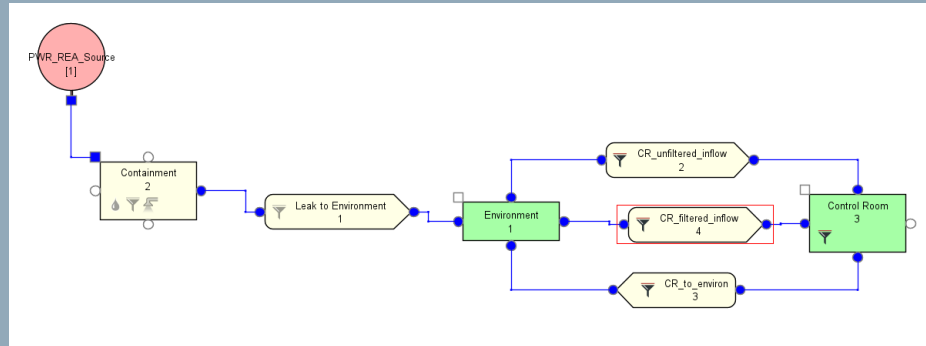 PWR_REA_Source
[1]
Containment
2
Leak to Environment
1
Environment
1
CR_unfiltered_inflow
2
CR_filtered_inflow
4
CR_to_environ
3
Control Room
3